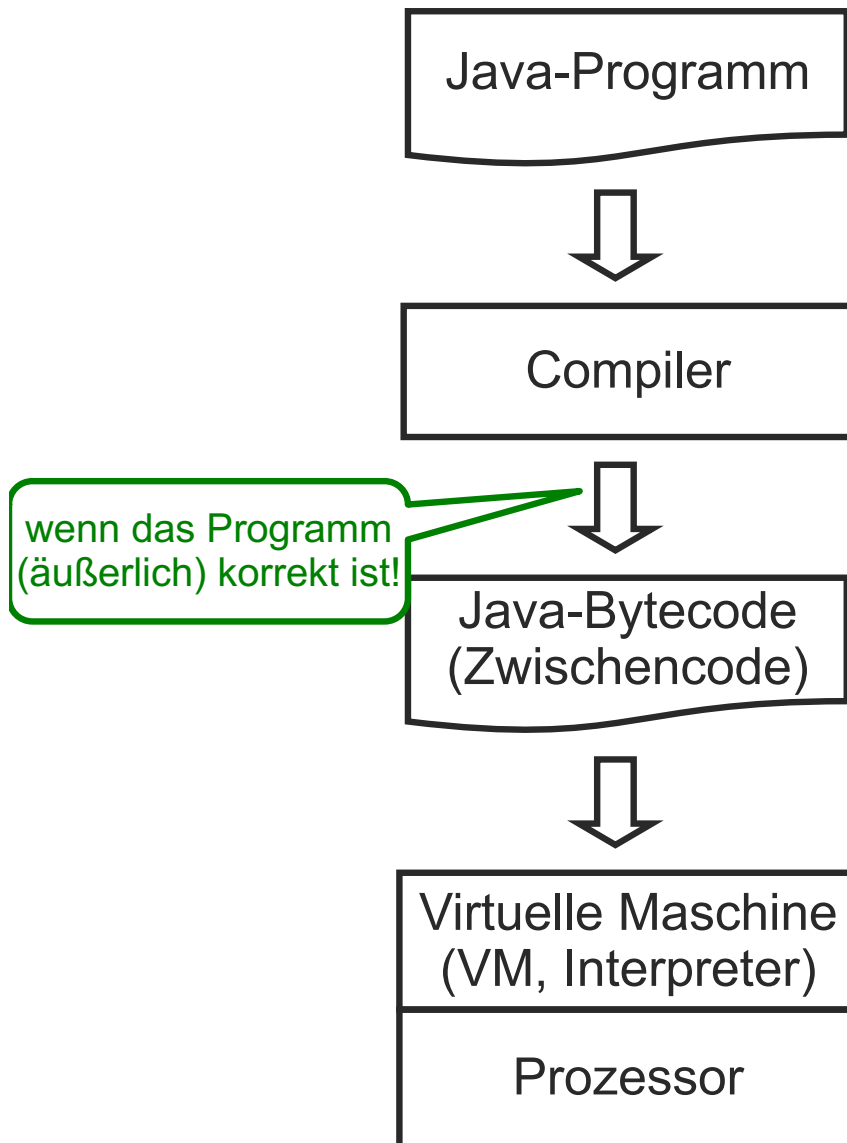 Java-Programm
Compiler
wenn das Programm
(äußerlich) korrekt ist!
Java-Bytecode
(Zwischencode)
Virtuelle Maschine
(VM, Interpreter)
Prozessor